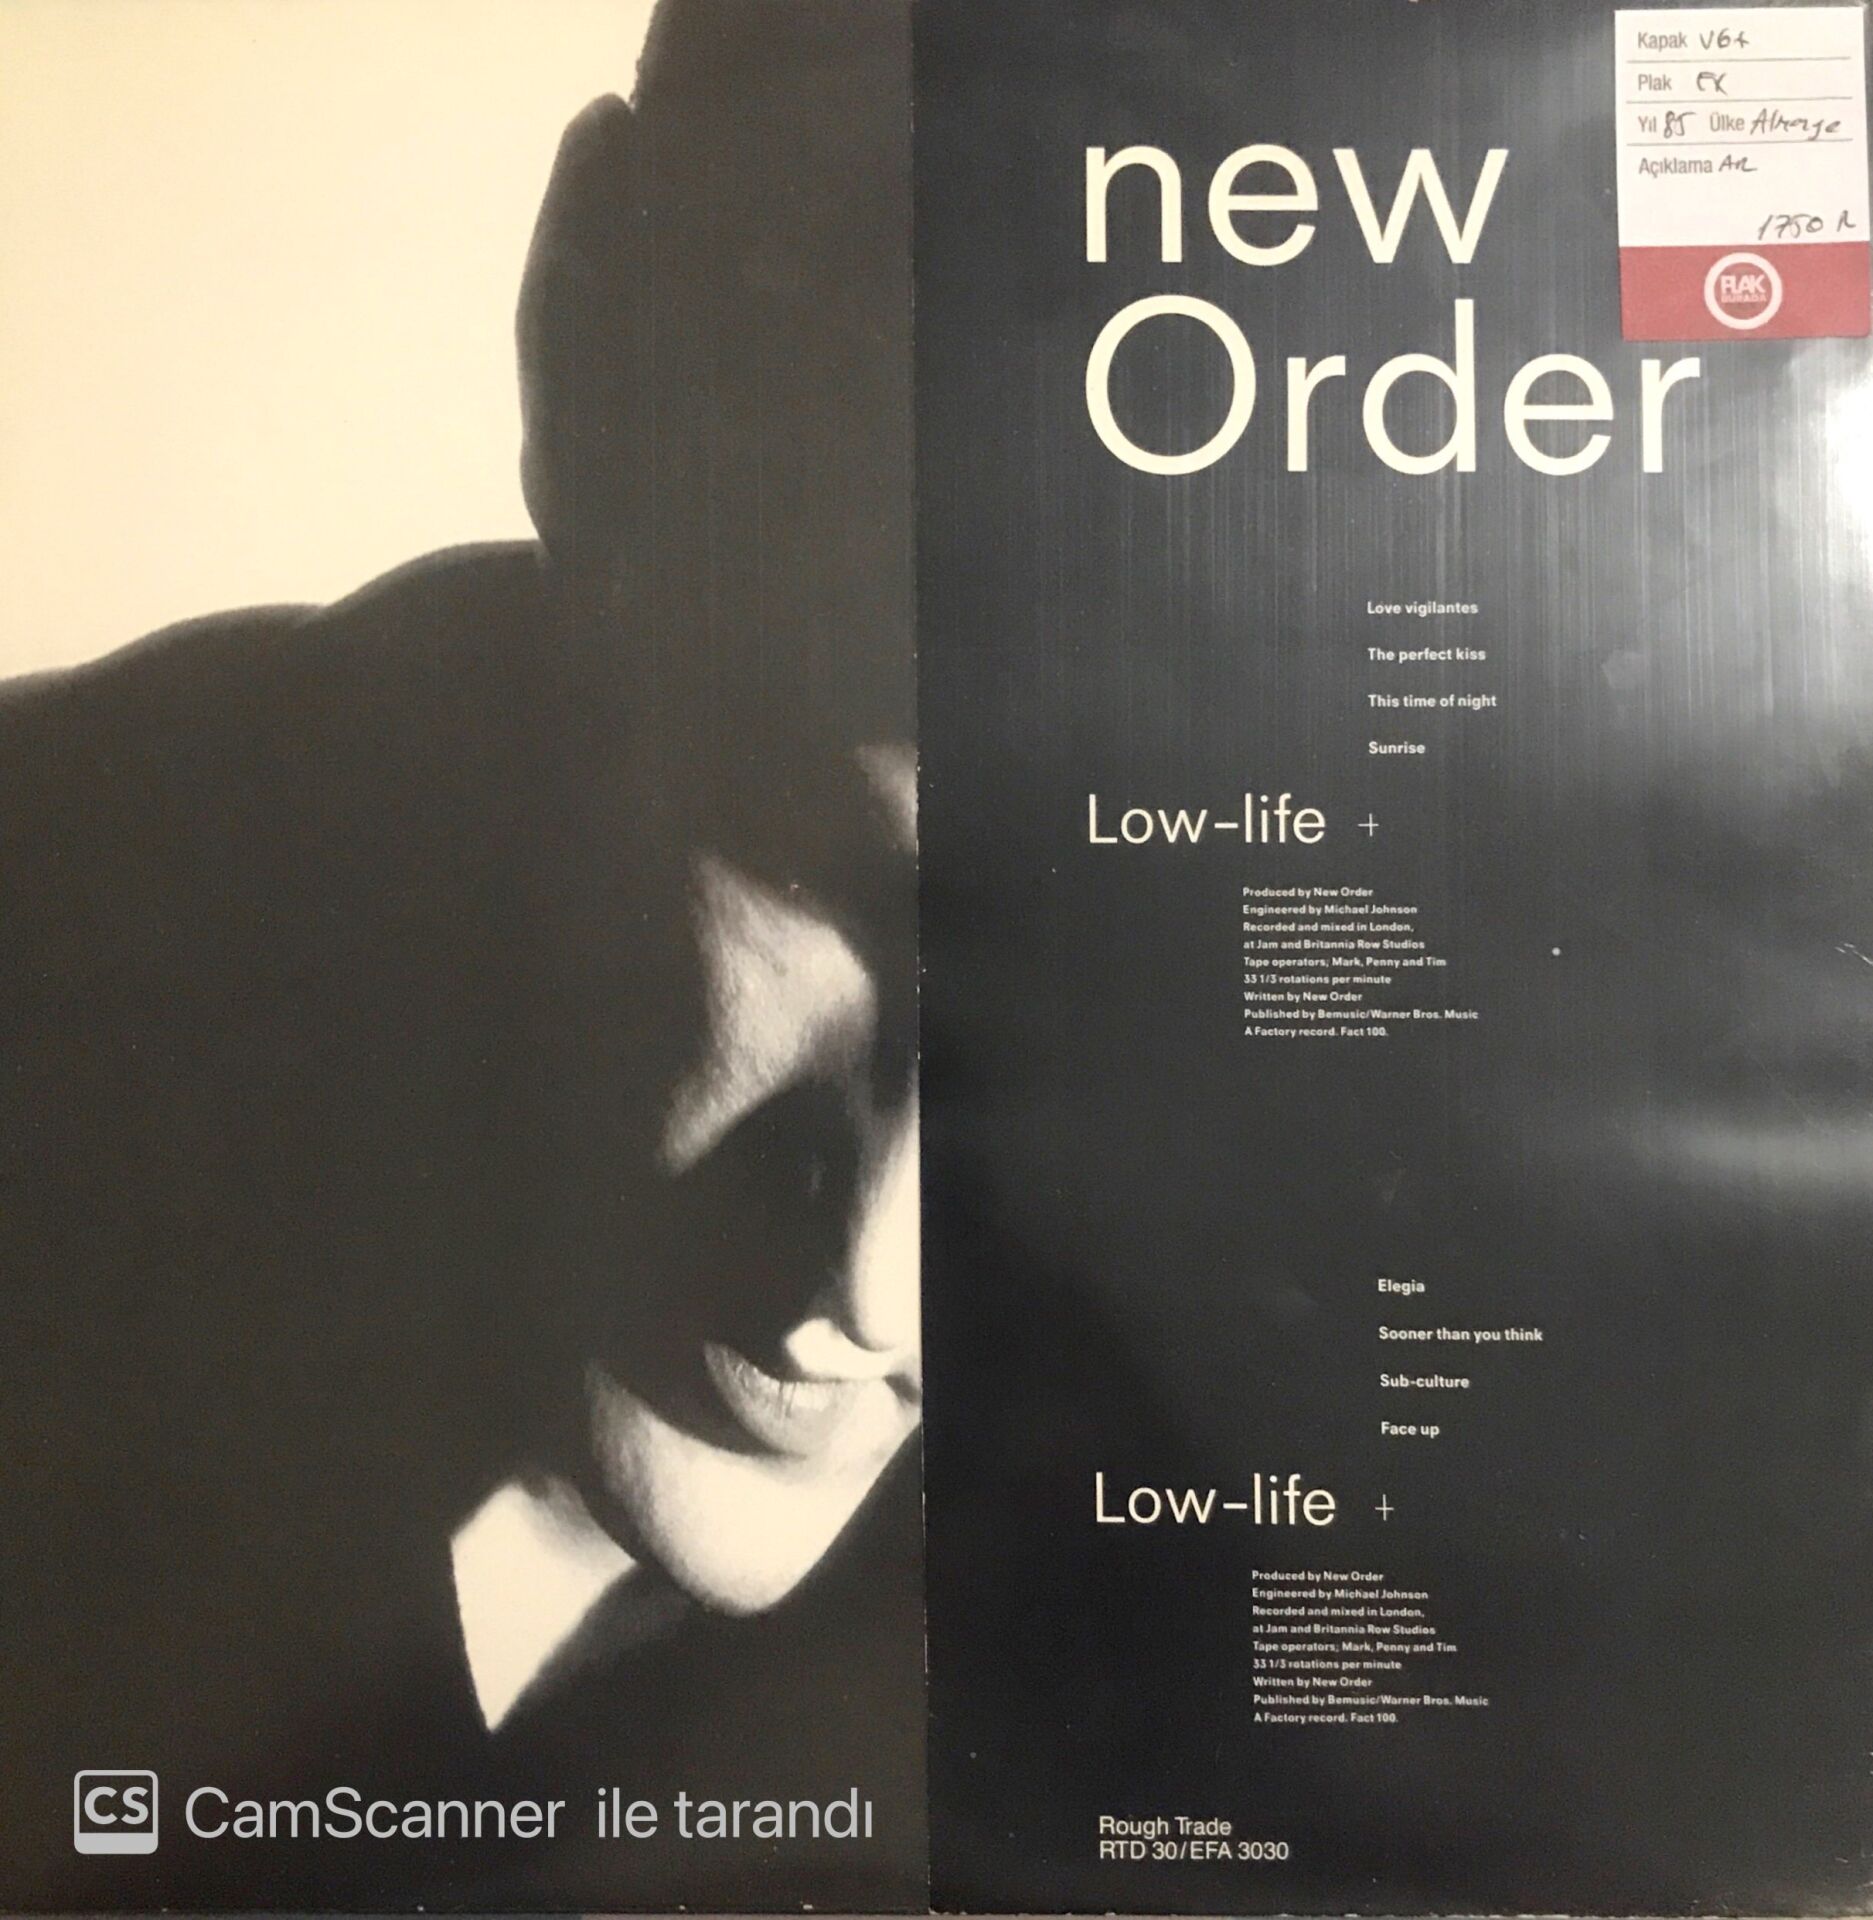 Kapak VG+
Plak EX
Yıl 85 Ülke Almanya
Açıklama
1750
PLAK
BURADA
new
Order
Love vigilantes
The perfect kiss
This time of night
Sunrise
Low-life +
Produced by New Order
Engineered by Michael Johnson
Recorded and mixed in London,
at Jam and Britannia Row Studios
Tape operators; Mark, Penny and Tim
33 1/3 rotations per minute
Written by New Order
Published by Bemusic/Warner Bros. Music
A Factory record. Fact 100.
Elegia
Sooner than you think
Sub-culture
Face up
Low-life +
Produced by New Order
Engineered by Michael Johnson
Recorded and mixed in London,
at Jam and Britannia Row Studios
Tape operators; Mark, Penny and Tim
33 1/3 rotations per minute
Written by New Order
Published by Bemusic/Warner Bros. Music
A Factory record. Fact 100.
Rough Trade
RTD 30/EFA 3030
CS CamScanner ile tarandı